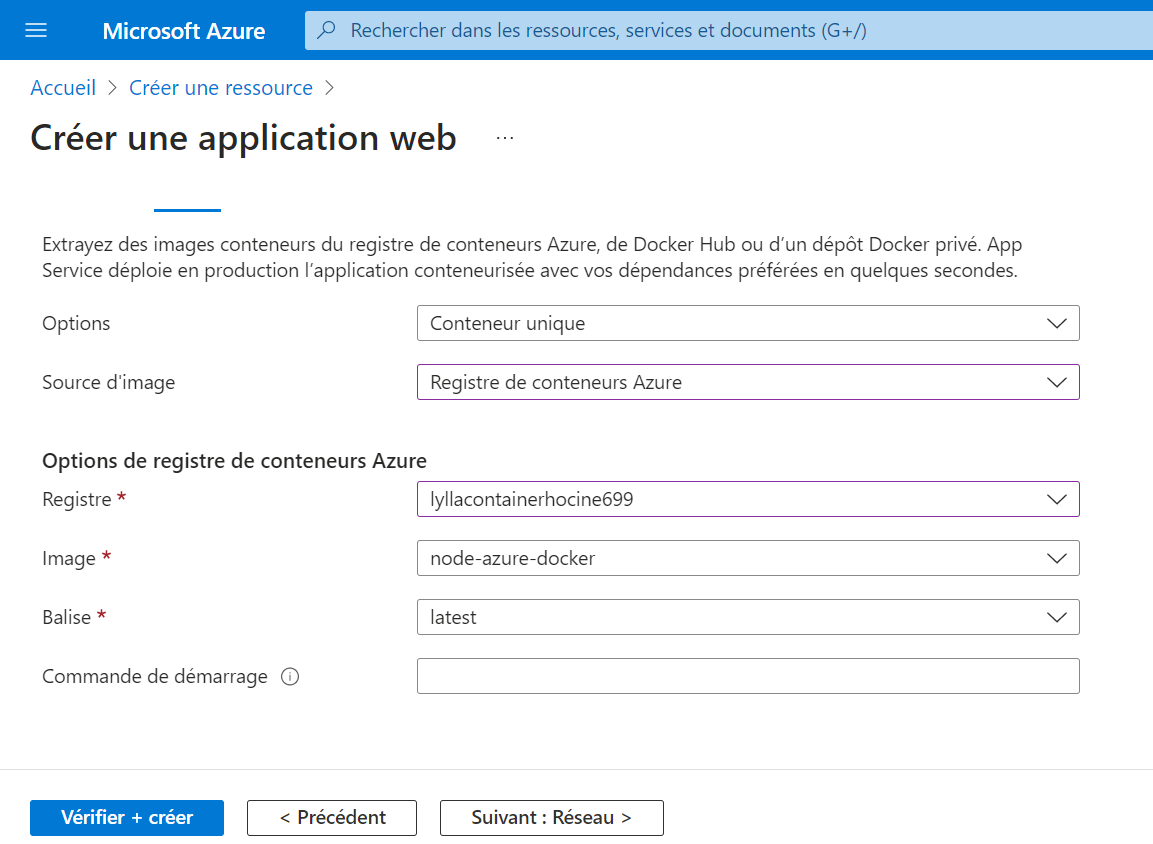 Microsoft Azure
Rechercher dans les ressources, services et documents (G+/)
Accueil > Créer une ressource >
Créer une application web ...
Extrayez des images conteneurs du registre de conteneurs Azure, de Docker Hub ou d’un dépôt Docker privé. App
Service déploie en production l’application conteneurisée avec vos dépendances préférées en quelques secondes.
Options
Conteneur unique
Source d'image
Registre de conteneurs Azure
Options de registre de conteneurs Azure
Registre *
lyllacontainerhocine699
Image *
node-azure-docker
Balise *
latest
Commande de démarrage
Vérifier + créer
< Précédent
Suivant : Réseau >